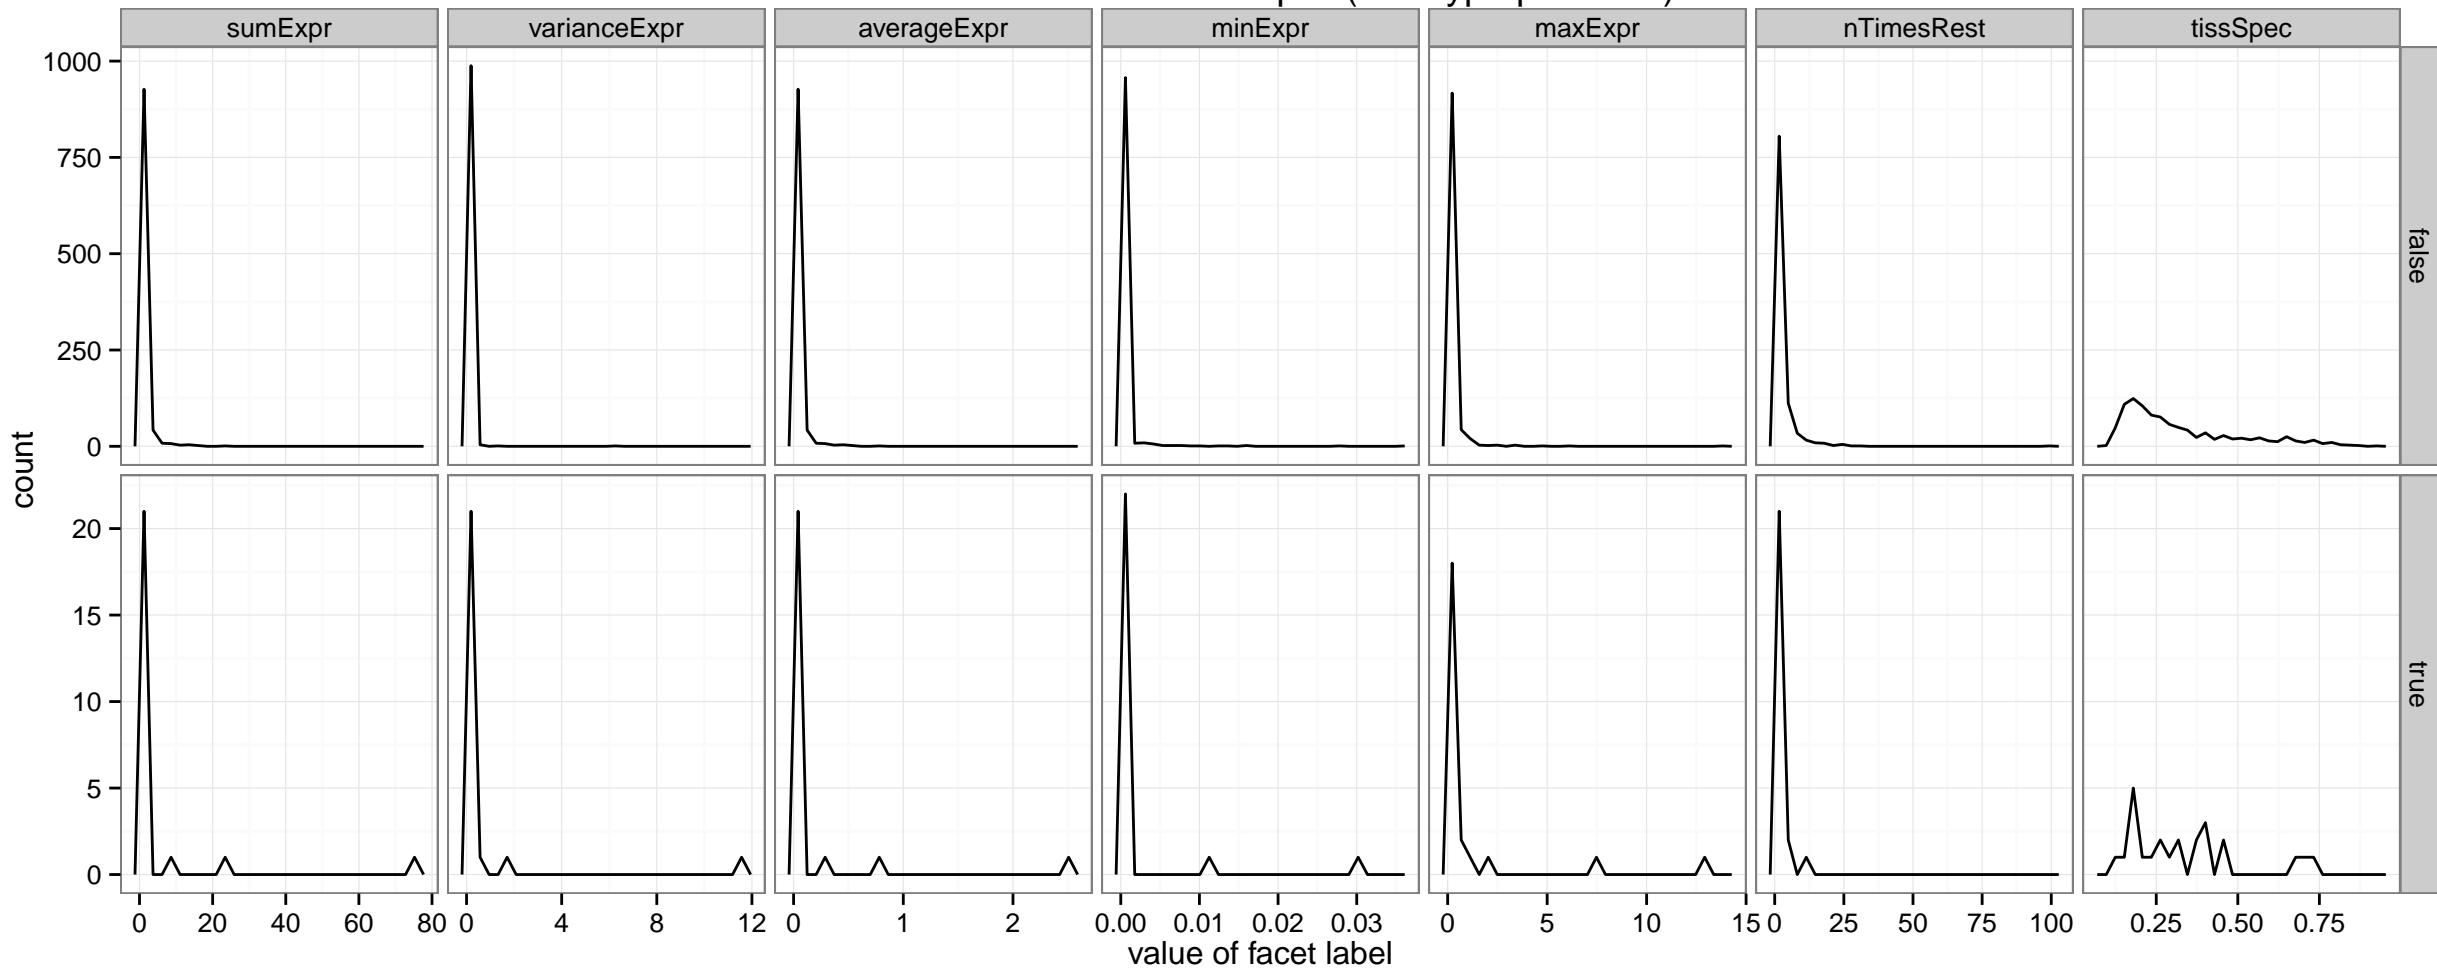 sumExpr varianceExpr averageExpr minExpr maxExpr nTimesRest tissSpec
1000
750
500
250
0
false
count
20
15
10
5
0
true
0 20 40 60 80 0 4 8 12 0 1 2 0.00 0.01 0.02 0.03 0 5 10 15 0 25 50 75 100 0.25 0.50 0.75
value of facet label